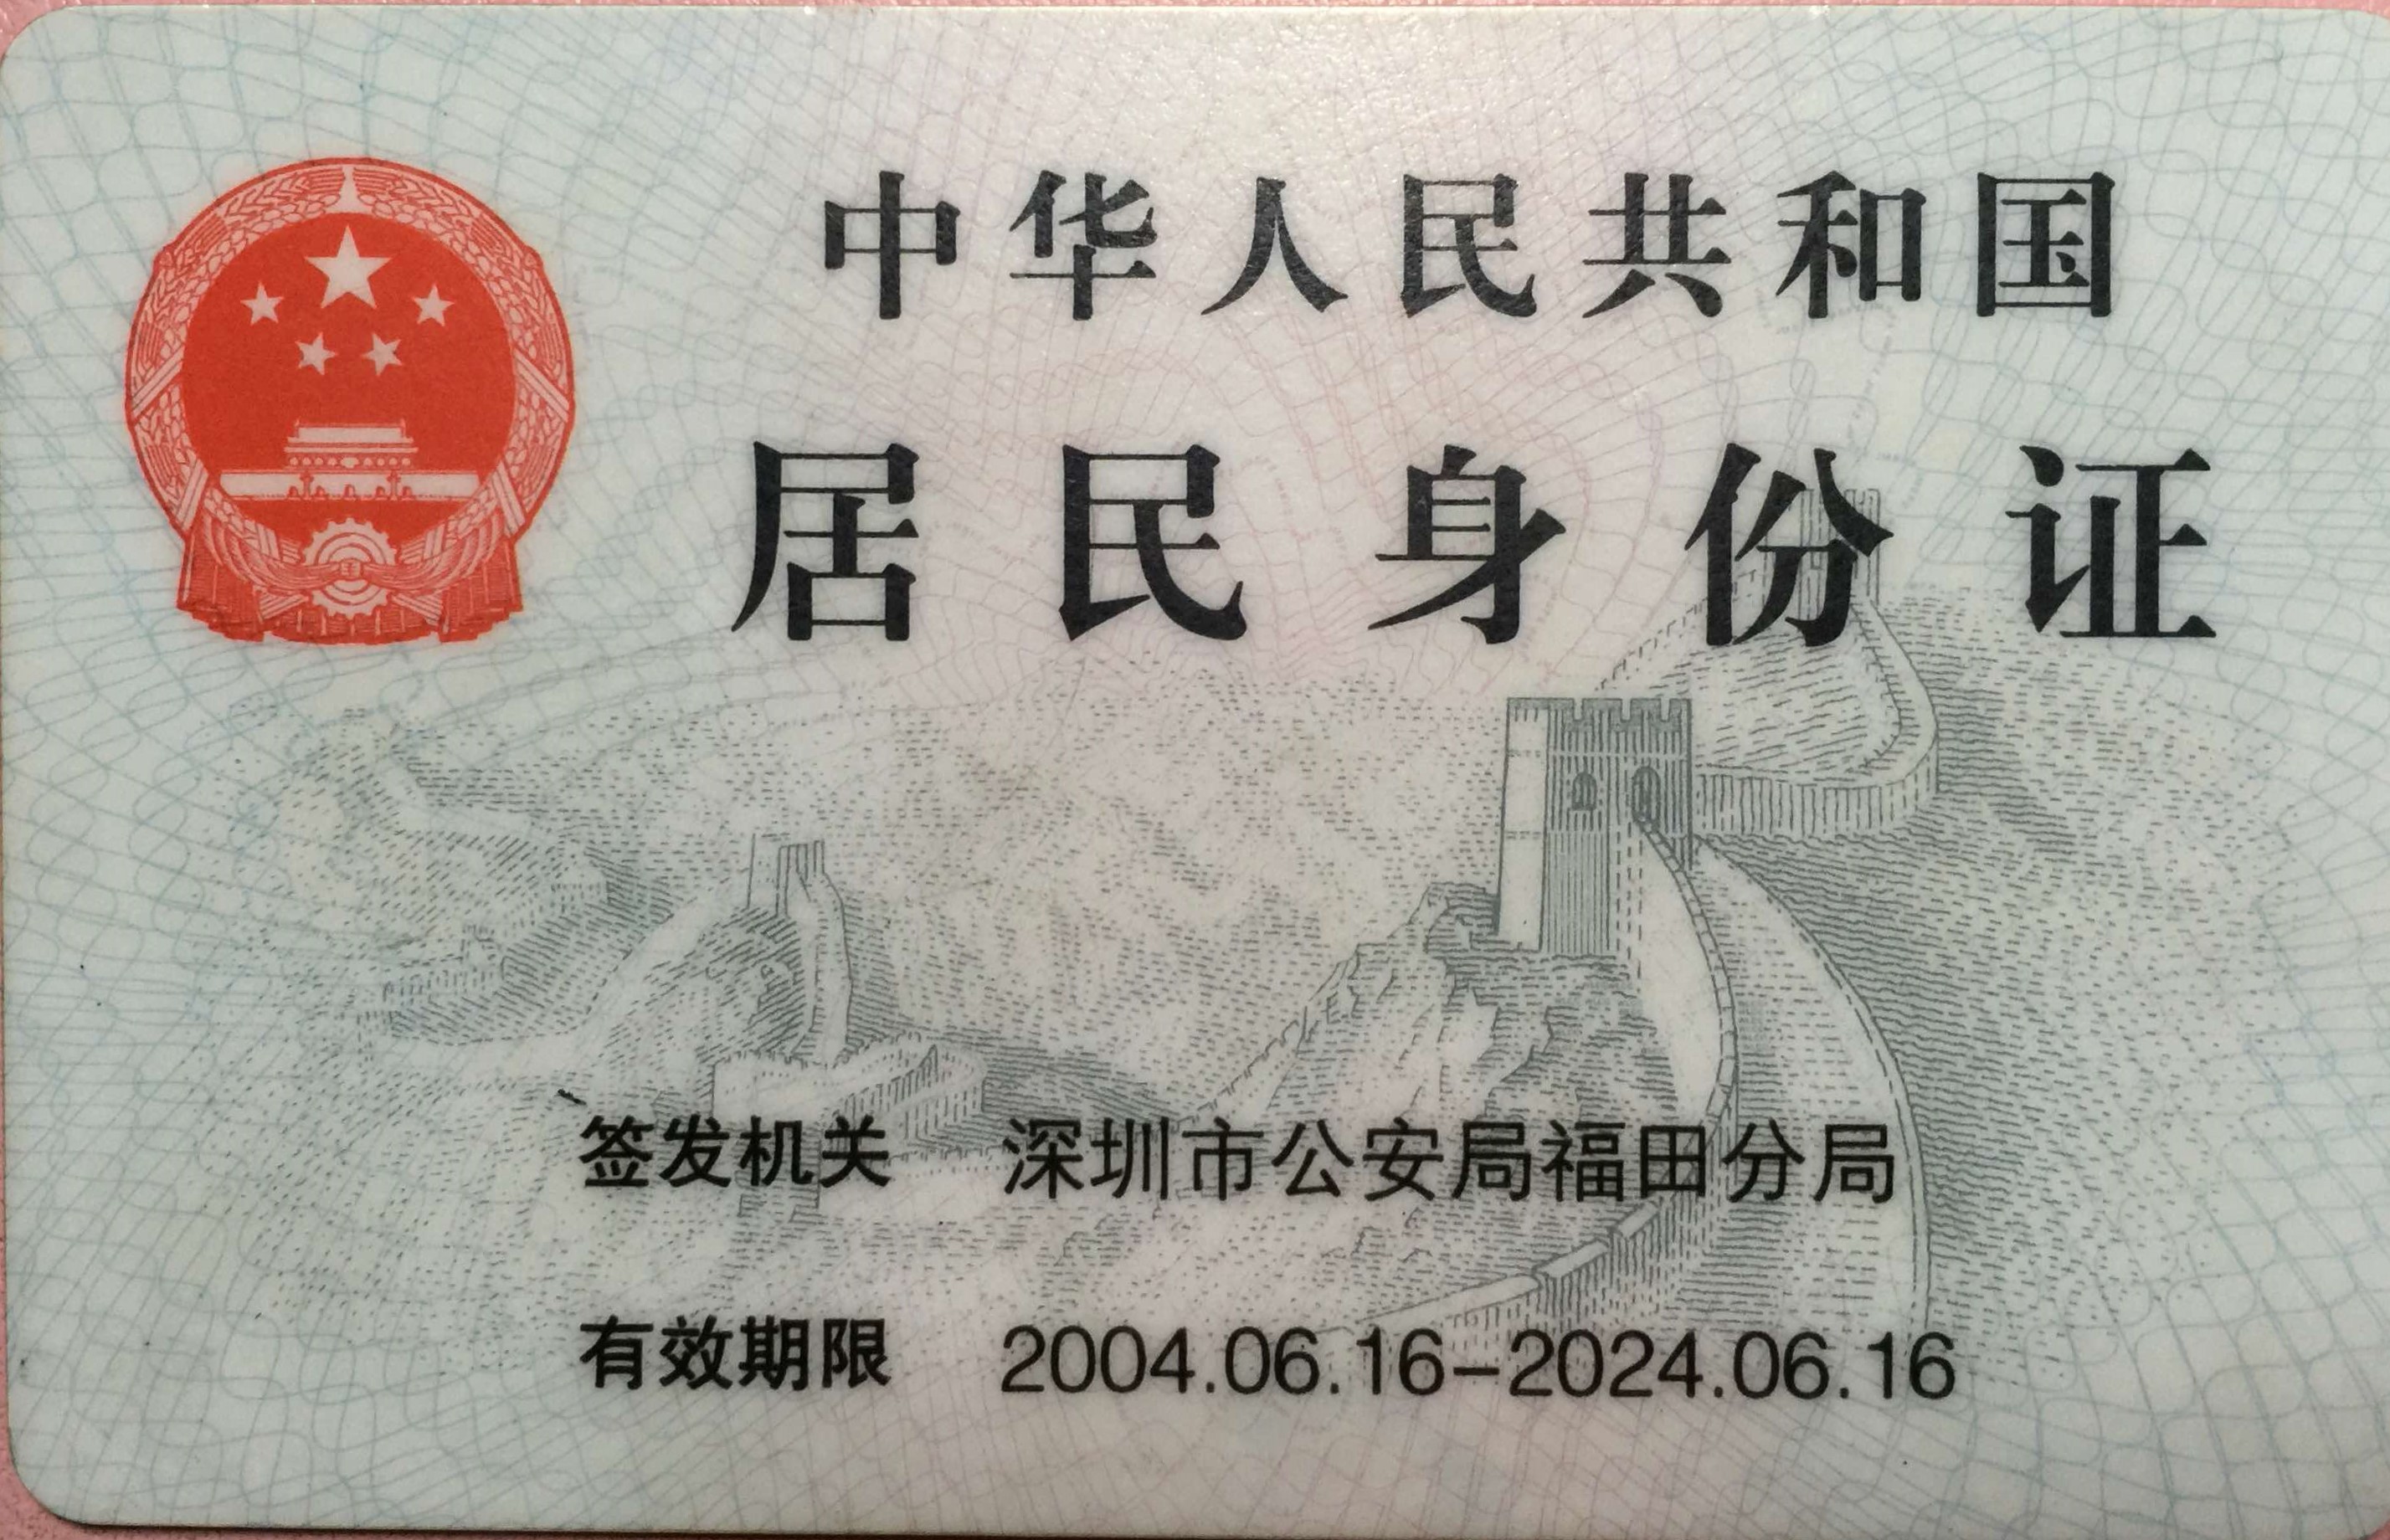 中华人民共和国
居民身份证
签发机关 深圳市公安局福田分局
有效期限 2004.06.16-2024.06.16